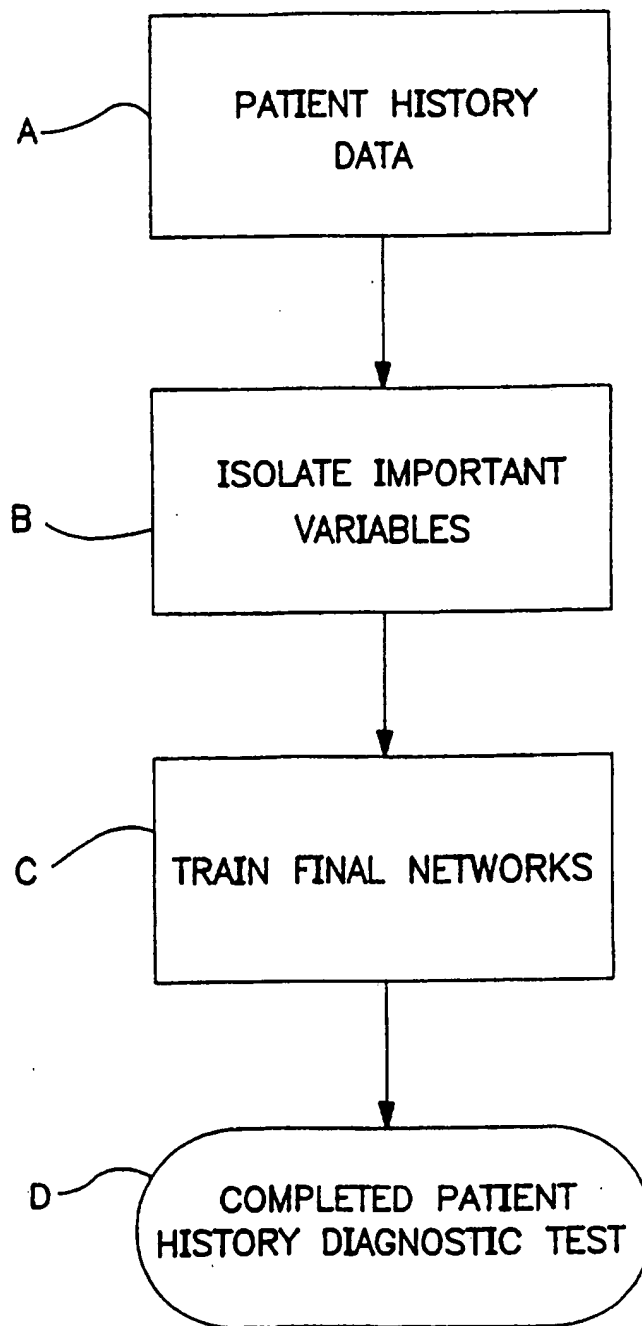 A
PATIENT HISTORY
DATA
B
ISOLATE IMPORTANT
VARIABLES
C
TRAIN FINAL NETWORKS
D
COMPLETED PATIENT
HISTORY DIAGNOSTIC TEST